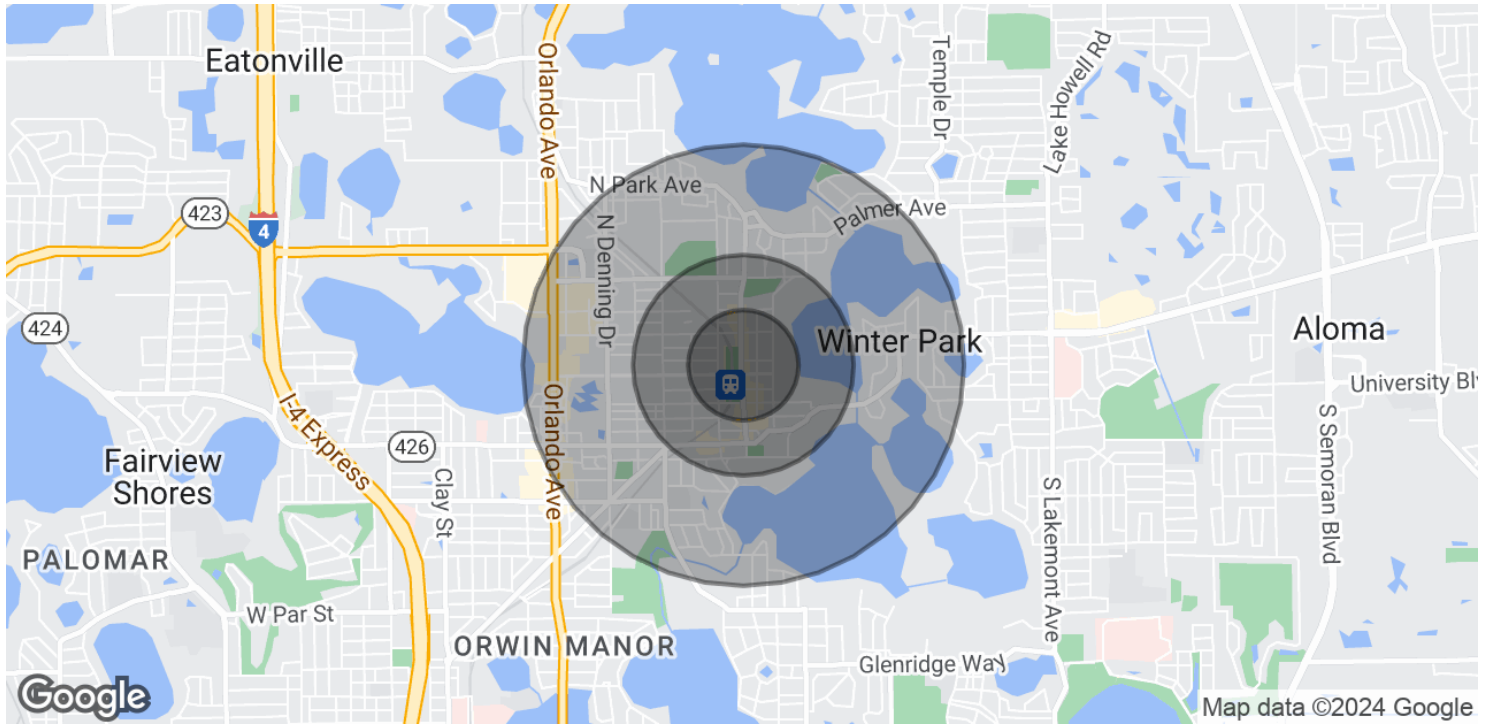 Eatonville
Orlando Ave
Temple Dr
Lake Howell Rd
N Park Ave
423
4
N Denning Dr
Palmer Ave
424
Winter Park
Aloma
University Bl
I-4 Express
Orlando Ave
426
Fairview
Shores
Clay St
S Lakemont Ave
S Semoran Blvd
PALOMAR
W Par St
ORWIN MANOR
Glenridge Way
Google
Map data ©2024 Google